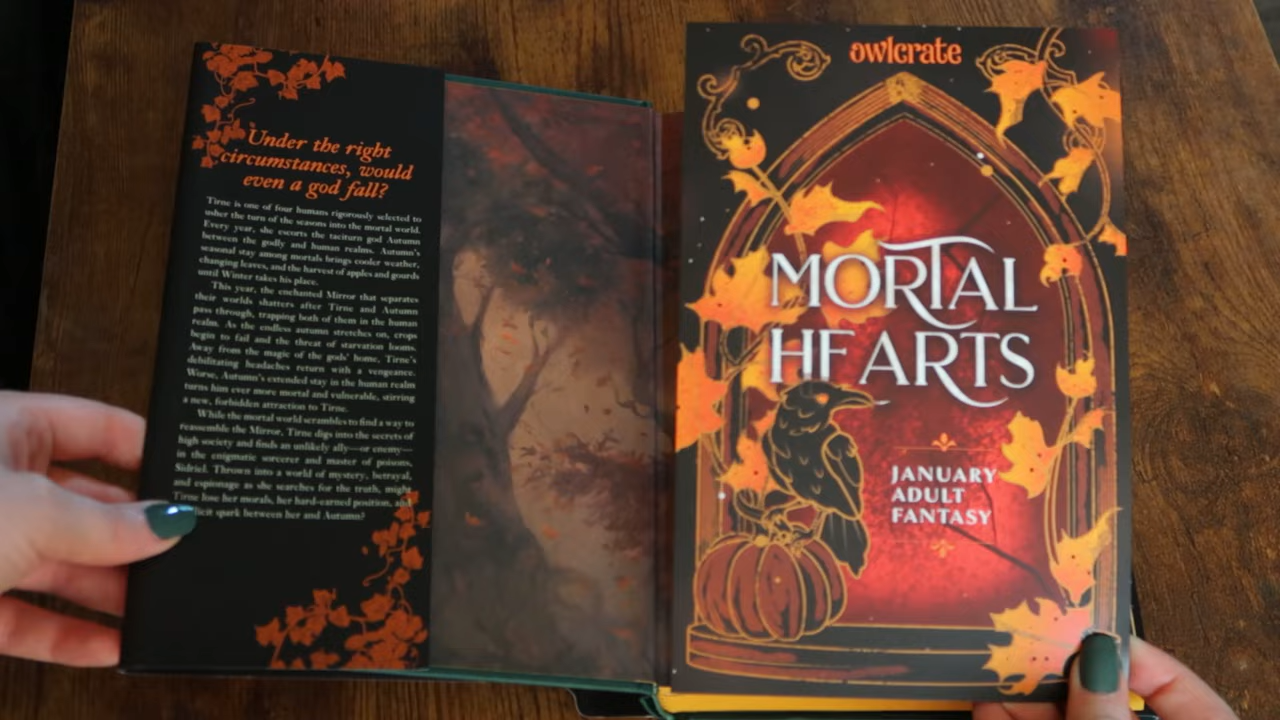 Under the right
circumstances, would
even a god fall?
Tirne is one of four humans rigorously selected to
usher the turn of the seasons into the mortal world.
Every year, she escorts the taciturn god Autumn
between the godly and human realms. Autumn's
seasonal stay among mortals brings cooler weather,
changing leaves, and the harvest of apples and gourds
until Winter takes his place.
This year, the enchanted Mirror that separates
their worlds shatters after Tirne and Autumn
pass through, trapping both of them in the human
realm. As the endless autumn stretches on, crops
begin to fail and the threat of starvation looms.
Away from the magic of the gods' home, Tirne's
debilitating headaches return with a vengeance.
Worse, Autumn's extended stay in the human realm
turns him ever more mortal and vulnerable, stirring
a new, forbidden attraction to Tirne.
While the mortal world scrambles to find a way to
reassemble the Mirror, Tirne digs into the secrets of
high society and finds an unlikely ally—or enemy—
in the enigmatic sorcerer and master of poisons,
Sidriel. Thrown into a world of mystery, betrayal,
and espionage as she searches for the truth, might
Tirne lose her morals, her hard-earned position, and
spark between her and Autumn?
owlcrate
MORTAL
HEARTS
JANUARY
ADULT
FANTASY